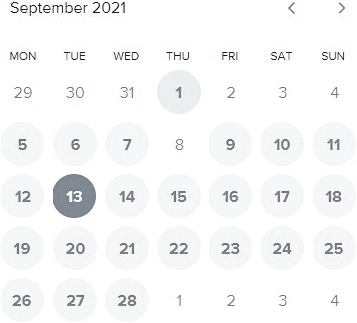 September 2021
MON TUE WED THU FRI SAT SUN
29 30 31 1 2 3 4
5 6 7 8 9 10 11
12 13 14 15 16 17 18
19 20 21 22 23 24 25
26 27 28 1 2 3 4